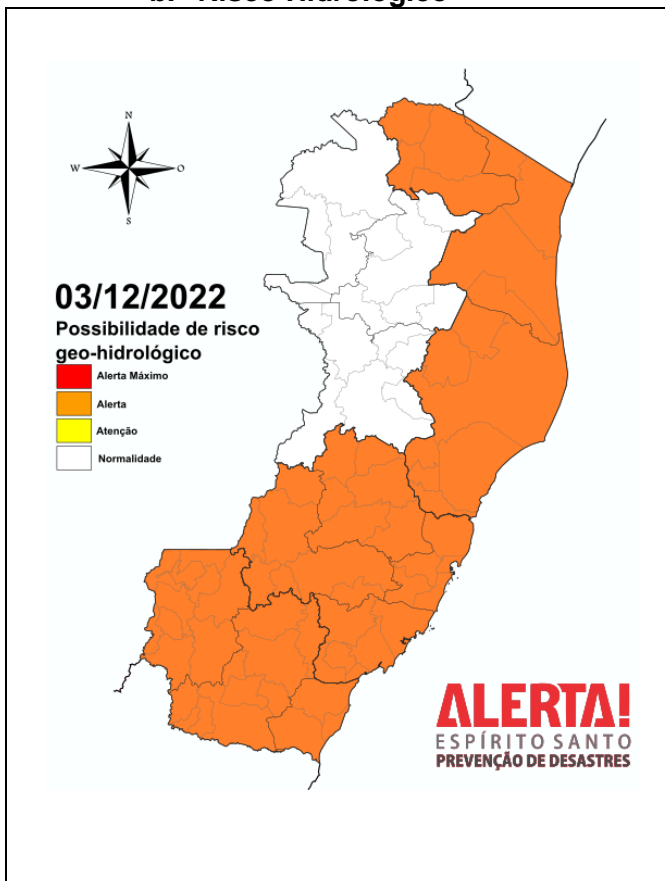 N
W
O
S
03/12/2022
Possibilidade de risco
geo-hidrológico
Alerta Máximo
Alerta
Atenção
Normalidade
ALERTA!
ESPÍRITO SANTO
PREVENÇÃO DE DESASTRES